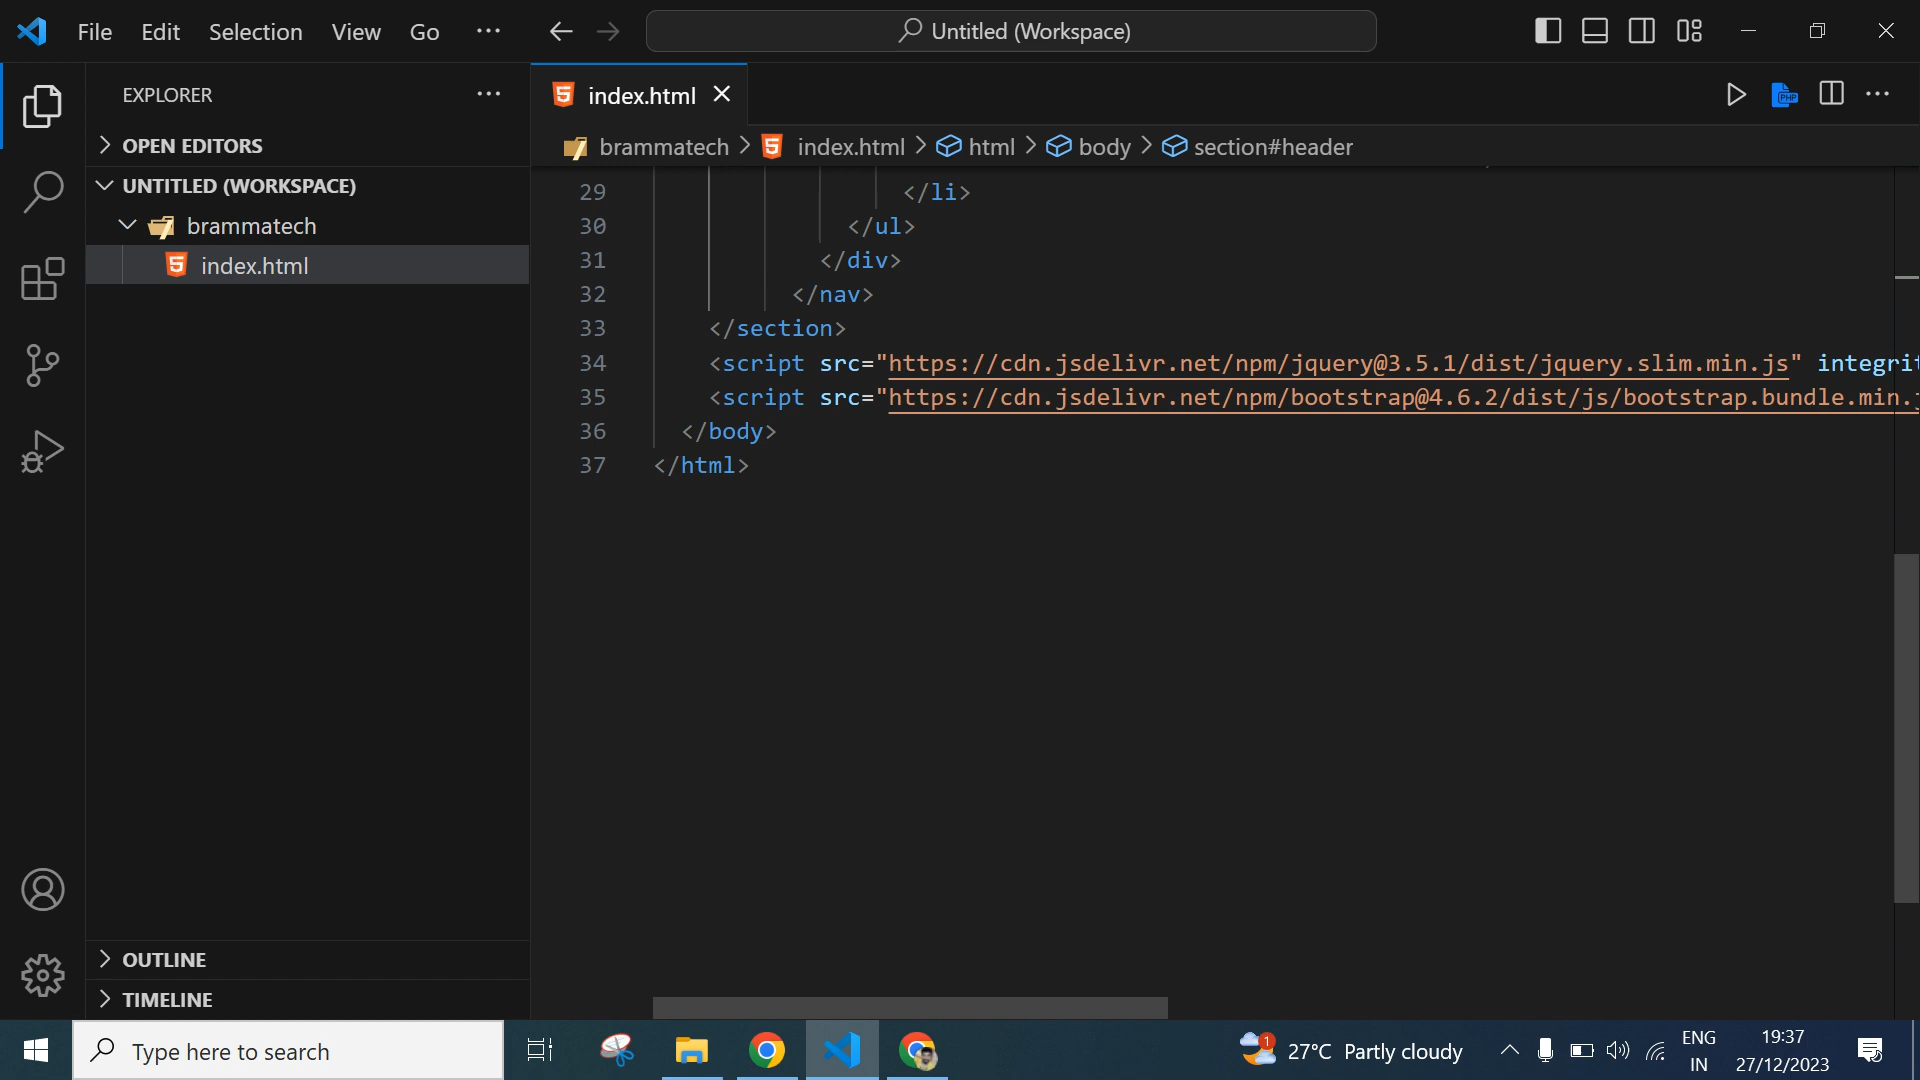 File Edit Selection View Go ··· Untitled (Workspace)
EXPLORER ···
OPEN EDITORS
UNTITLED (WORKSPACE)
brammatech
index.html
index.html
brammatech > index.html > html > body > section#header
29 </li>
30 </ul>
31 </div>
32 </nav>
33 </section>
34 <script src="https://cdn.jsdelivr.net/npm/jquery@3.5.1/dist/jquery.slim.min.js" integrit
35 <script src="https://cdn.jsdelivr.net/npm/bootstrap@4.6.2/dist/js/bootstrap.bundle.min.j
36 </body>
37 </html>
OUTLINE
TIMELINE
Type here to search
1
27°C Partly cloudy
ENG
IN
19:37
27/12/2023